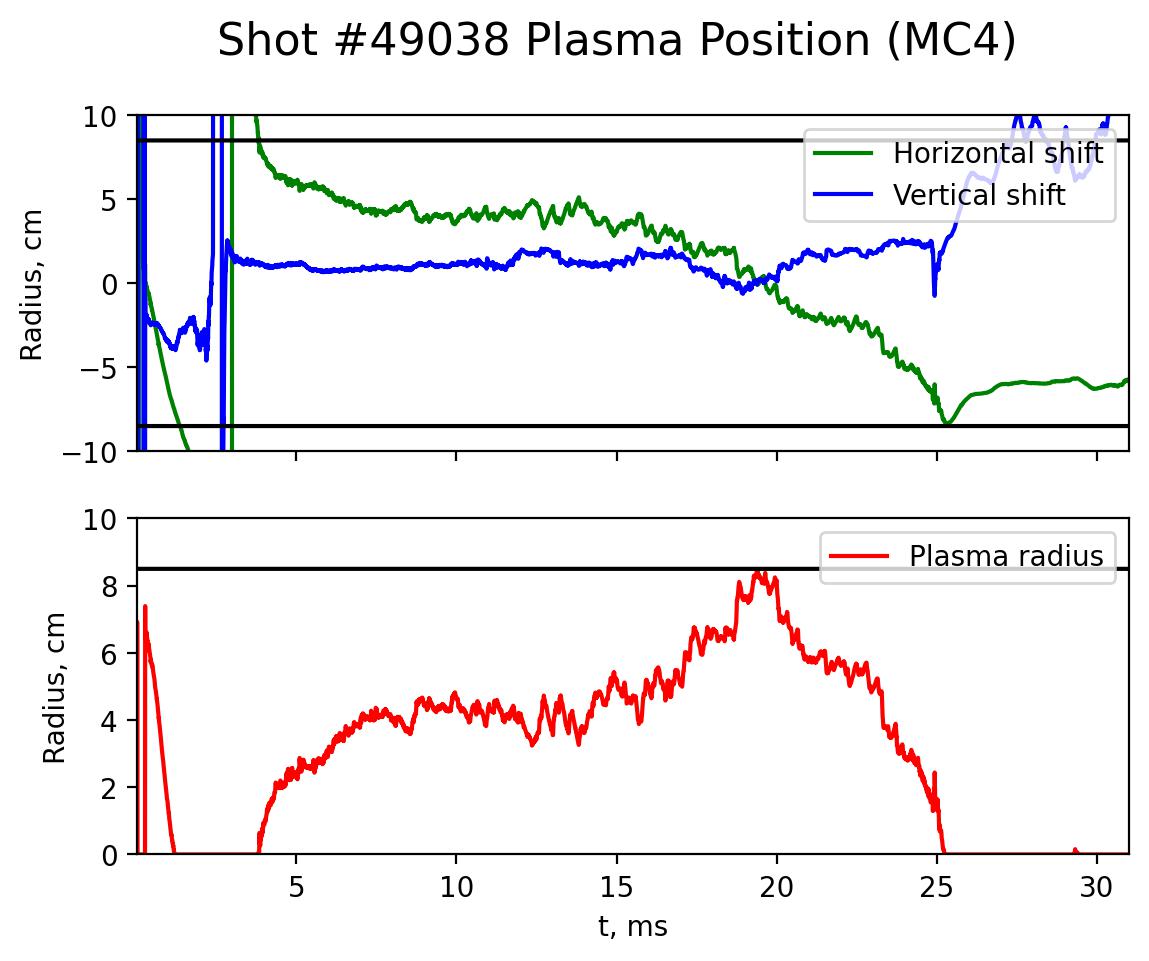 Shot #49038 Plasma Position (MC4)
10
5
0
−5
−10
Radius, cm
Horizontal shift
Vertical shift
10
8
6
4
2
0
Radius, cm
Plasma radius
5 10 15 20 25 30
t, ms